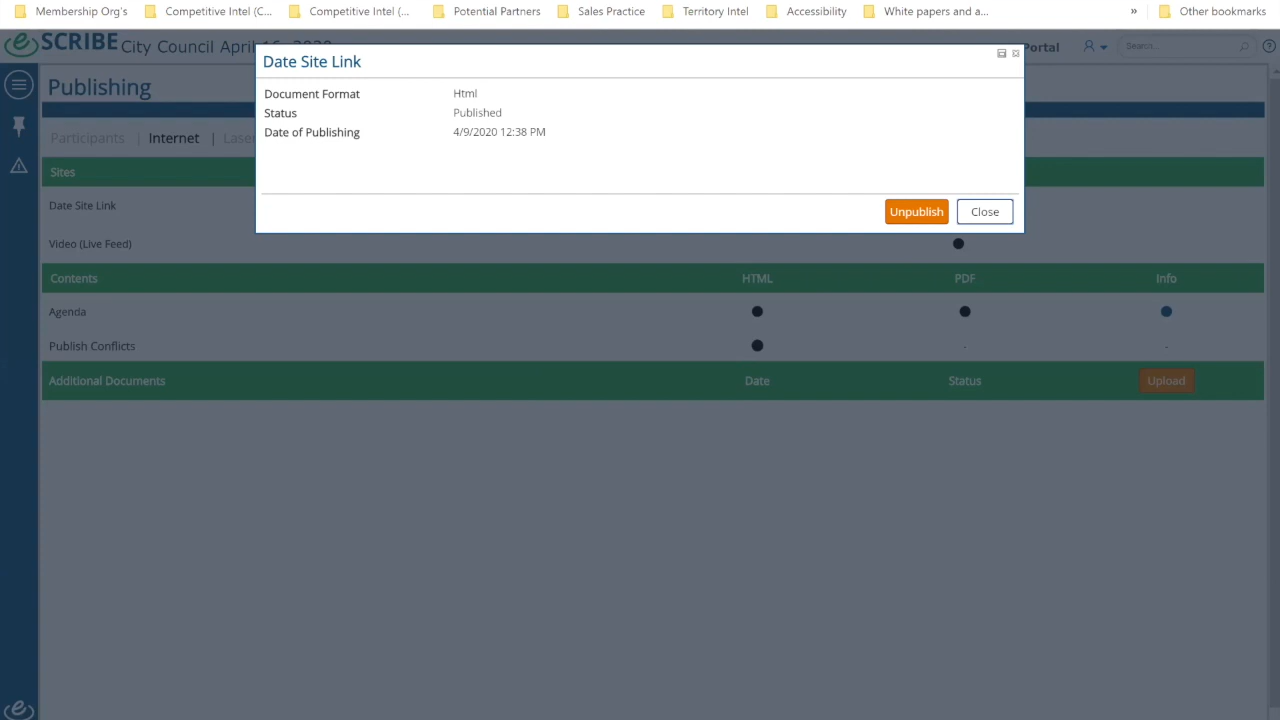 Membership Org's Competitive Intel (C... Competitive Intel (... Potential Partners Sales Practice Territory Intel Accessibility White papers and a... » Other bookmarks
eSCRIBE City Council April 16, 2020 Portal Search...
Date Site Link
Publishing
Document Format Html
Status Published
Date of Publishing 4/9/2020 12:38 PM
Participants | Internet | Laser
Sites
Date Site Link
Unpublish Close
Video (Live Feed)
Contents HTML PDF Info
Agenda
Publish Conflicts - -
Additional Documents Date Status Upload